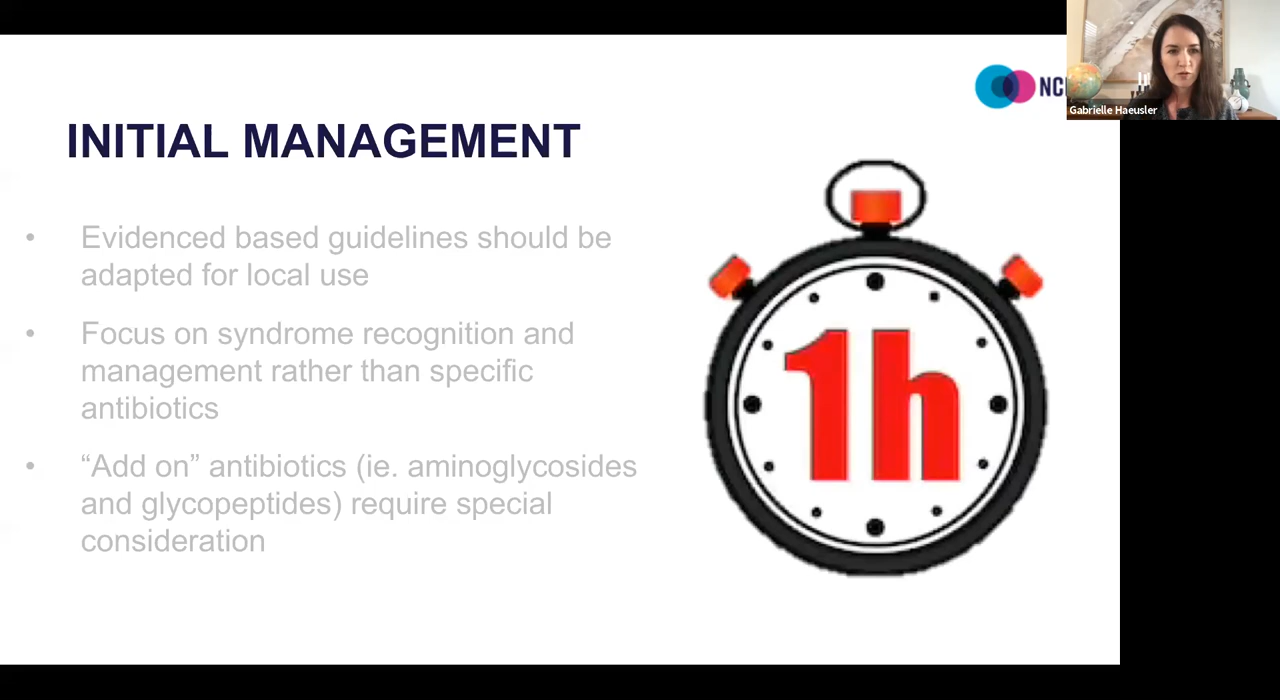 Gabrielle Haeusler
INITIAL MANAGEMENT
• Evidenced based guidelines should be
adapted for local use
• Focus on syndrome recognition and
management rather than specific
antibiotics
• “Add on” antibiotics (ie. aminoglycosides
and glycopeptides) require special
consideration
1h